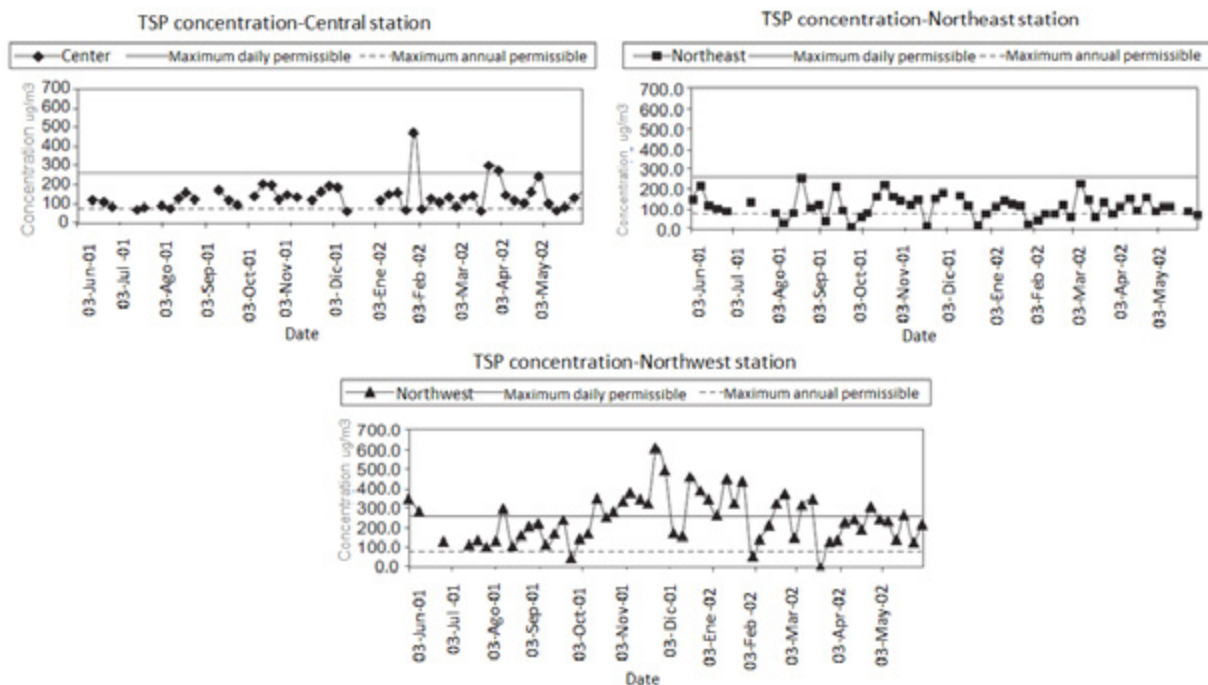 TSP concentration-Central station
Center Maximum daily permissible Maximum annual permissible
Concentration ug/m3
700
600
500
400
300
200
100
0
03-Jun-01
03-Jul-01
03-Ago-01
03-Sep-01
03-Oct-01
03-Nov-01
03-Dic-01
03-Ene-02
03-Feb-02
03-Mar-02
03-Apr-02
03-May-02
Date
TSP concentration-Northeast station
Northeast Maximum daily permissible Maximum annual permissible
Concentration ug/m3
700.0
600.0
500.0
400.0
300.0
200.0
100.0
0.0
03-Jun-01
03-Jul -01
03-Ago-01
03-Sep-01
03-Oct-01
03-Nov-01
03-Dic-01
03-Ene-02
03-Feb-02
03-Mar-02
03-Apr-02
03-May-02
Date
TSP concentration-Northwest station
Northwest Maximum daily permissible Maximum annual permissible
Concentration ug/m3
700.0
600.0
500.0
400.0
300.0
200.0
100.0
0.0
03-Jun-01
03-Jul -01
03-Ago-01
03-Sep-01
03-Oct-01
03-Nov-01
03-Dic-01
03-Ene-02
03-Feb-02
03-Mar-02
03-Apr-02
03-May-02
Date